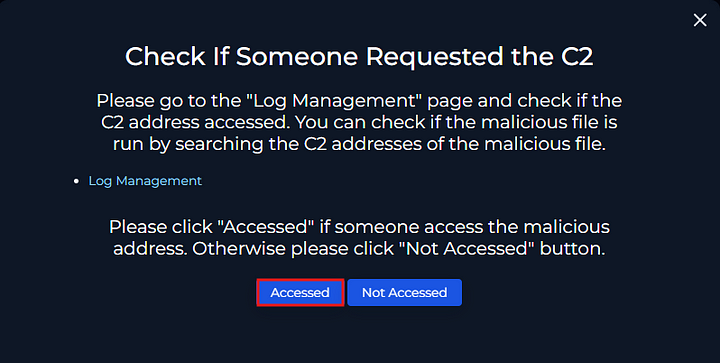 Check If Someone Requested the C2
Please go to the "Log Management" page and check if the
C2 address accessed. You can check if the malicious file is
run by searching the C2 addresses of the malicious file.
Log Management
Please click "Accessed" if someone access the malicious
address. Otherwise please click "Not Accessed" button.
Accessed Not Accessed